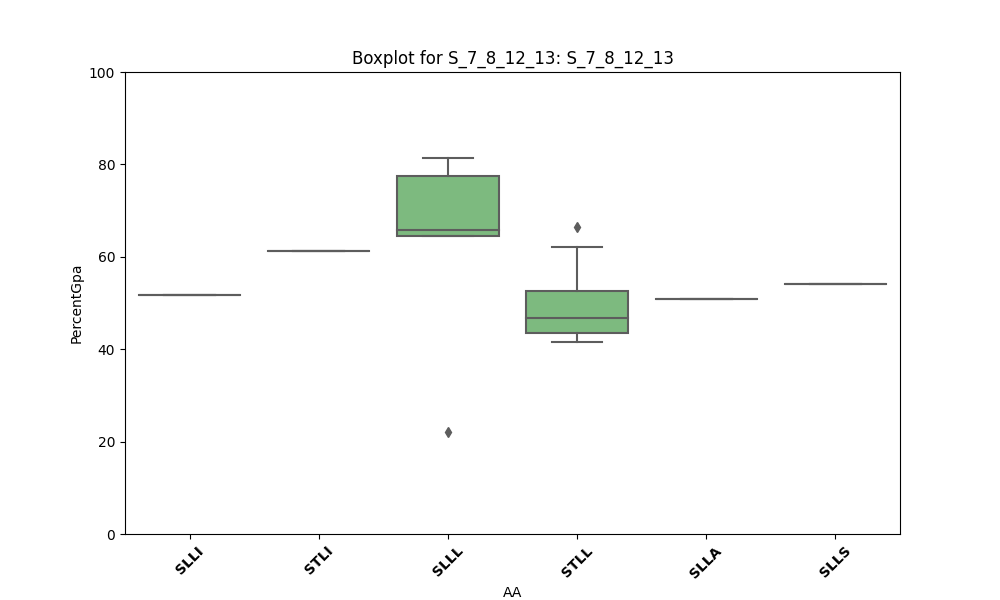 Boxplot for S_7_8_12_13: S_7_8_12_13
100
80
60
40
20
0
PercentGpa
SLLI
STLI
SLLL
STLL
SLLA
SLLS
AA